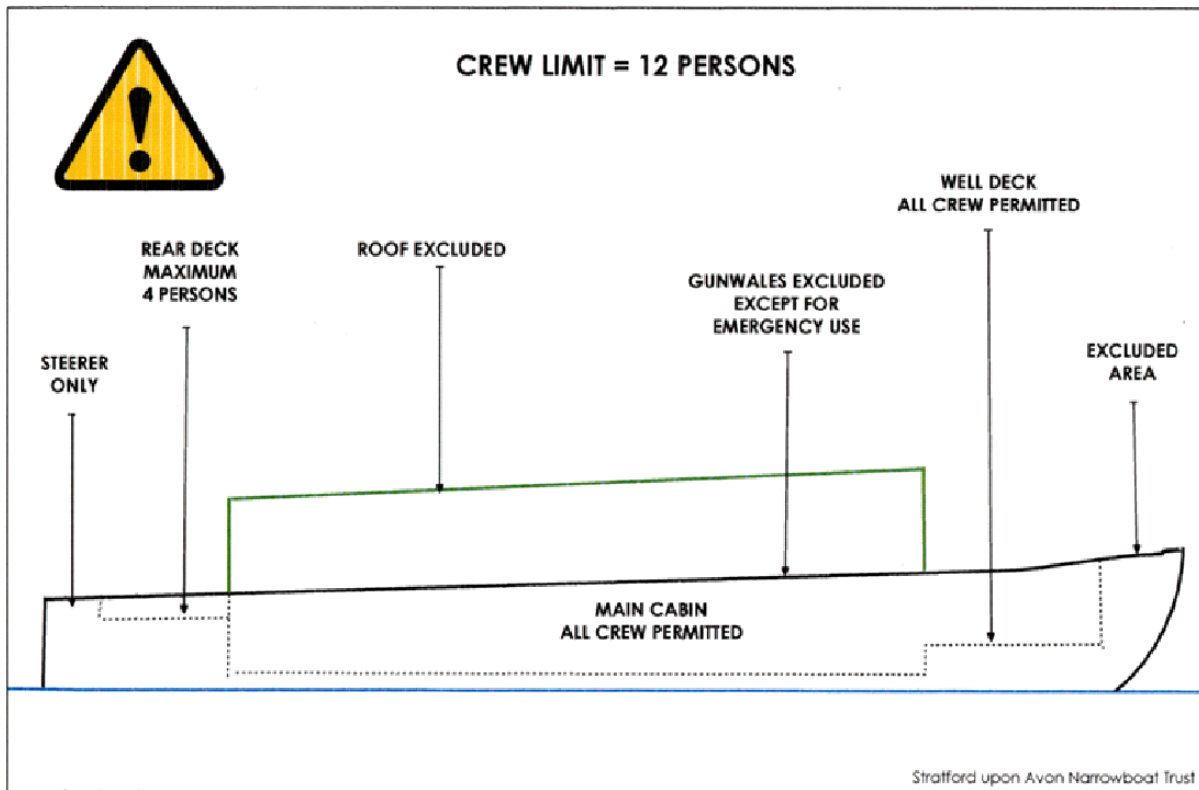 CREW LIMIT = 12 PERSONS
WELL DECK
ALL CREW PERMITTED
REAR DECK
MAXIMUM
4 PERSONS
ROOF EXCLUDED
GUNWALES EXCLUDED
EXCEPT FOR
EMERGENCY USE
STEERER
ONLY
EXCLUDED
AREA
MAIN CABIN
ALL CREW PERMITTED
Stratford upon Avon Narrowboat Trust